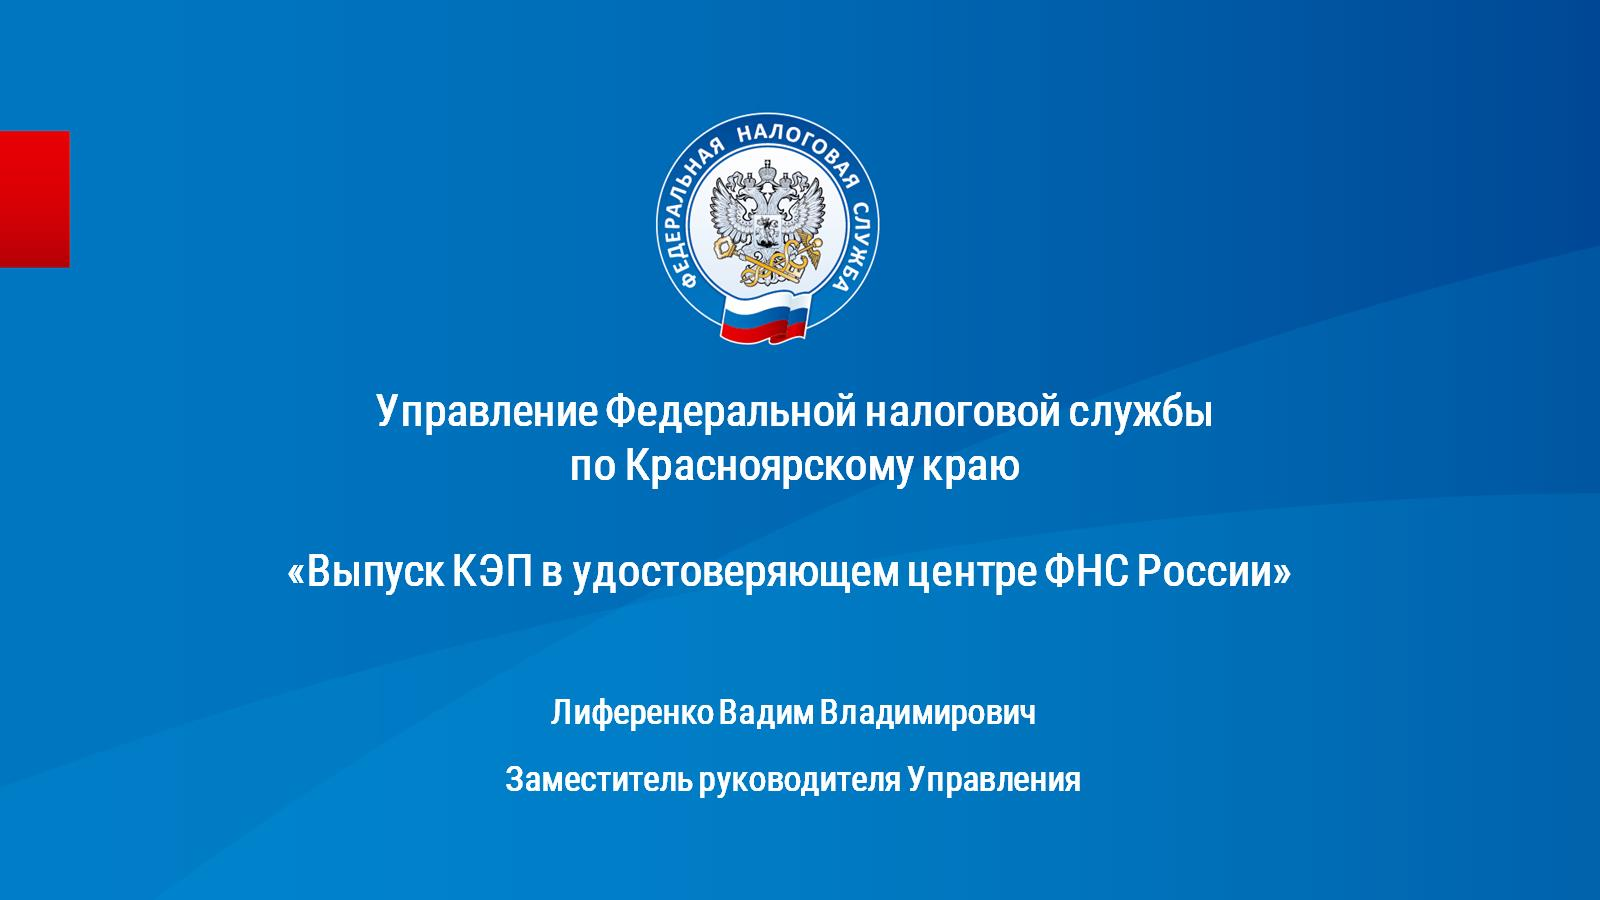 ФЕДЕРАЛЬНАЯ НАЛОГОВАЯ СЛУЖБА
Управление Федеральной налоговой службы
по Красноярскому краю
«Выпуск КЭП в удостоверяющем центре ФНС России»
Лиференко Вадим Владимирович
Заместитель руководителя Управления